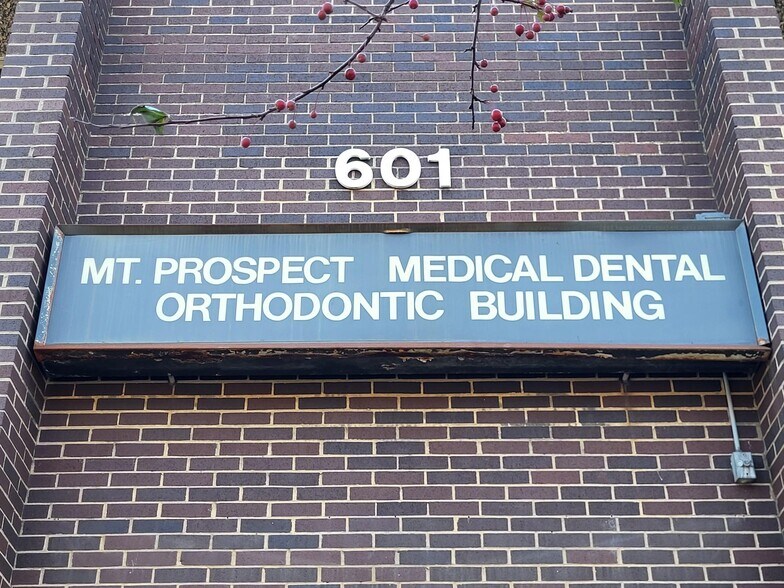 601
MT. PROSPECT MEDICAL DENTAL
ORTHODONTIC BUILDING